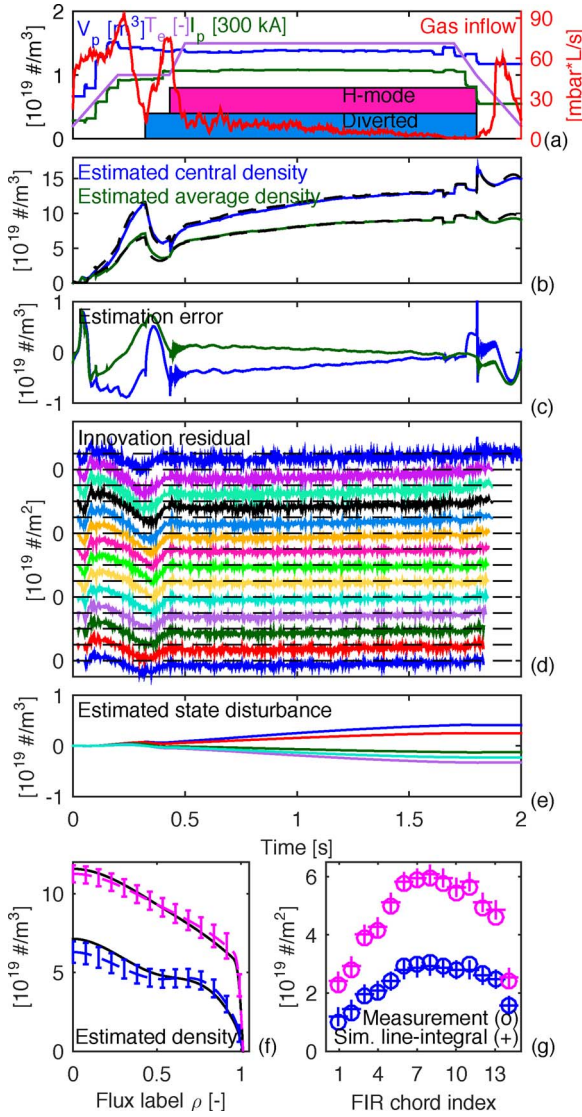 V_p [m^3] T_e [-] I_p [300 kA] Gas inflow
[10^19 #/m^3]
2
1
0
90
60
30
0
[mbar*L/s]
H-mode
Diverted
(a)
Estimated central density
Estimated average density
[10^19 #/m^3]
15
10
5
0
(b)
Estimation error
[10^19 #/m^3]
1
0
-1
(c)
Innovation residual
[10^19 #/m^2]
0
0
0
0
(d)
Estimated state disturbance
[10^19 #/m^3]
1
0
-1
(e)
0 0.5 1 1.5 2
Time [s]
[10^19 #/m^3]
10
5
0
Estimated density
(f)
0 0.5 1
Flux label ρ [-]
[10^19 #/m^2]
6
4
2
0
Measurement (o)
Sim. line-integral (+)
(g)
1 4 7 10 13
FIR chord index